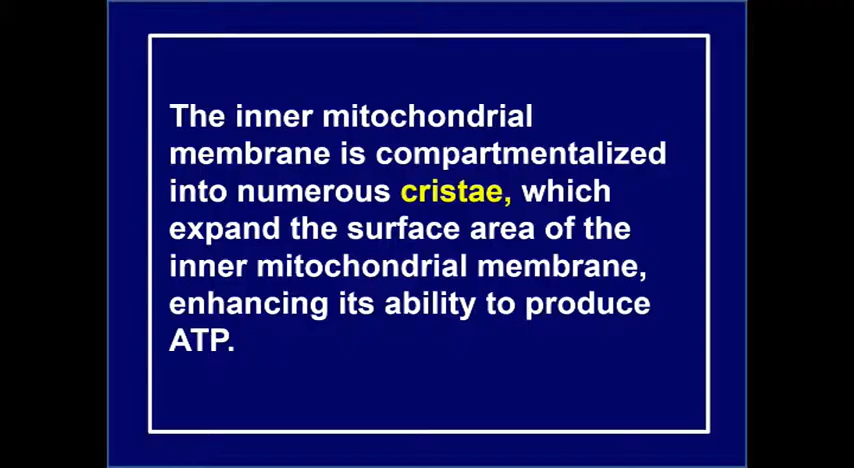 The inner mitochondrial
membrane is compartmentalized
into numerous cristae, which
expand the surface area of the
inner mitochondrial membrane,
enhancing its ability to produce
ATP.